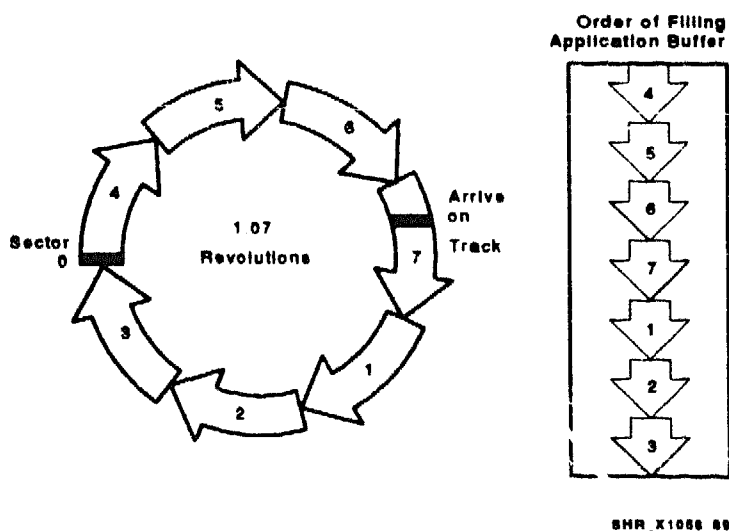 Order of Filling
Application Buffer
5
6
4
4
5
Arrive
on
Track
Sector
0
1.07
Revolutions
6
7
7
3
1
1
2
2
3
SHR_X1056_89